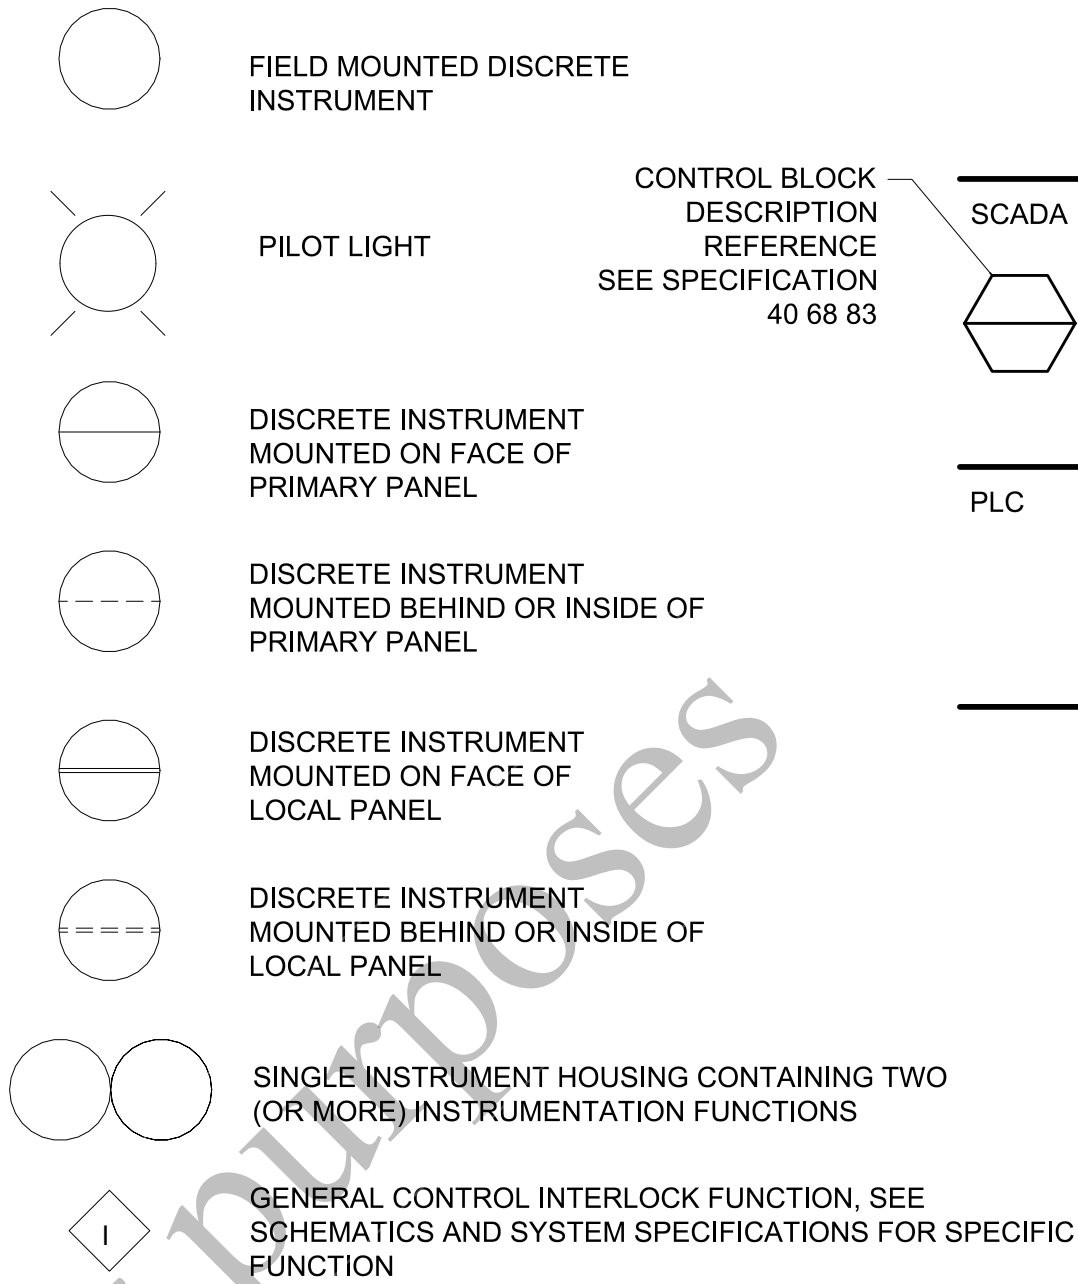 FIELD MOUNTED DISCRETE
INSTRUMENT
CONTROL BLOCK
DESCRIPTION
REFERENCE
SEE SPECIFICATION
40 68 83
SCADA
PILOT LIGHT
DISCRETE INSTRUMENT
MOUNTED ON FACE OF
PRIMARY PANEL
PLC
DISCRETE INSTRUMENT
MOUNTED BEHIND OR INSIDE OF
PRIMARY PANEL
DISCRETE INSTRUMENT
MOUNTED ON FACE OF
LOCAL PANEL
DISCRETE INSTRUMENT
MOUNTED BEHIND OR INSIDE OF
LOCAL PANEL
SINGLE INSTRUMENT HOUSING CONTAINING TWO
(OR MORE) INSTRUMENTATION FUNCTIONS
I
GENERAL CONTROL INTERLOCK FUNCTION, SEE
SCHEMATICS AND SYSTEM SPECIFICATIONS FOR SPECIFIC
FUNCTION
purposes